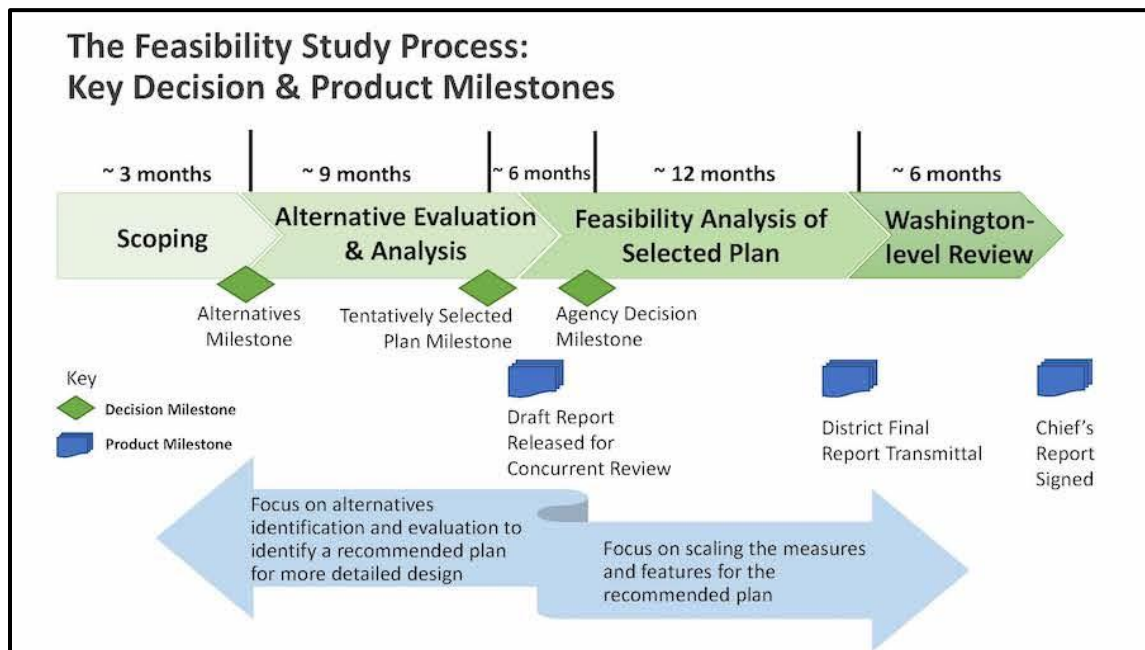 The Feasibility Study Process:
Key Decision & Product Milestones
~ 3 months
~ 9 months
~ 6 months
~ 12 months
~ 6 months
Scoping
Alternative Evaluation
& Analysis
Feasibility Analysis of
Selected Plan
Washington-
level Review
Alternatives
Milestone
Tentatively Selected
Plan Milestone
Agency Decision
Milestone
Key
Decision Milestone
Product Milestone
Draft Report
Released for
Concurrent Review
District Final
Report Transmittal
Chief's
Report
Signed
Focus on alternatives
identification and evaluation to
identify a recommended plan
for more detailed design
Focus on scaling the measures
and features for the
recommended plan